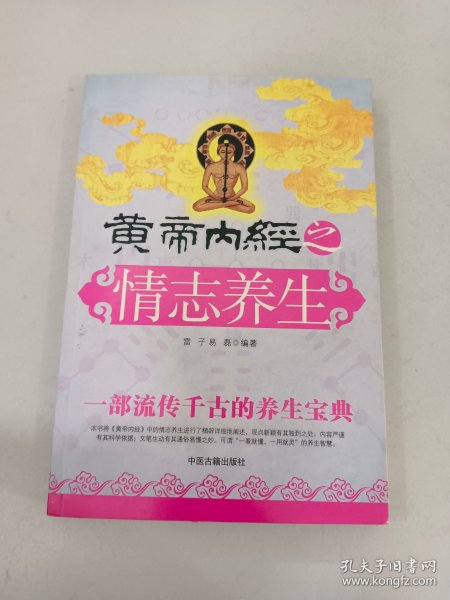 黄帝内經之
情志养生
雷子 易磊◎编著
一部流传千古的养生宝典
本书将《黄帝内经》中的情志养生进行了精辟详细地阐述，观点新颖有其独到之处；内容严谨
有其科学依据；文笔生动有其通俗易懂之妙，可谓“一看就懂，一用就灵”的养生智慧。
中医古籍出版社
孔夫子旧书网
www.kongfz.com